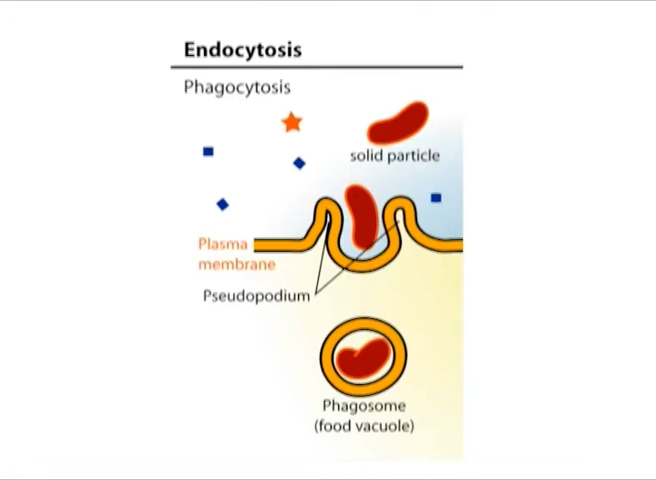 Endocytosis
Phagocytosis
solid particle
Plasma
membrane
Pseudopodium
Phagosome
(food vacuole)